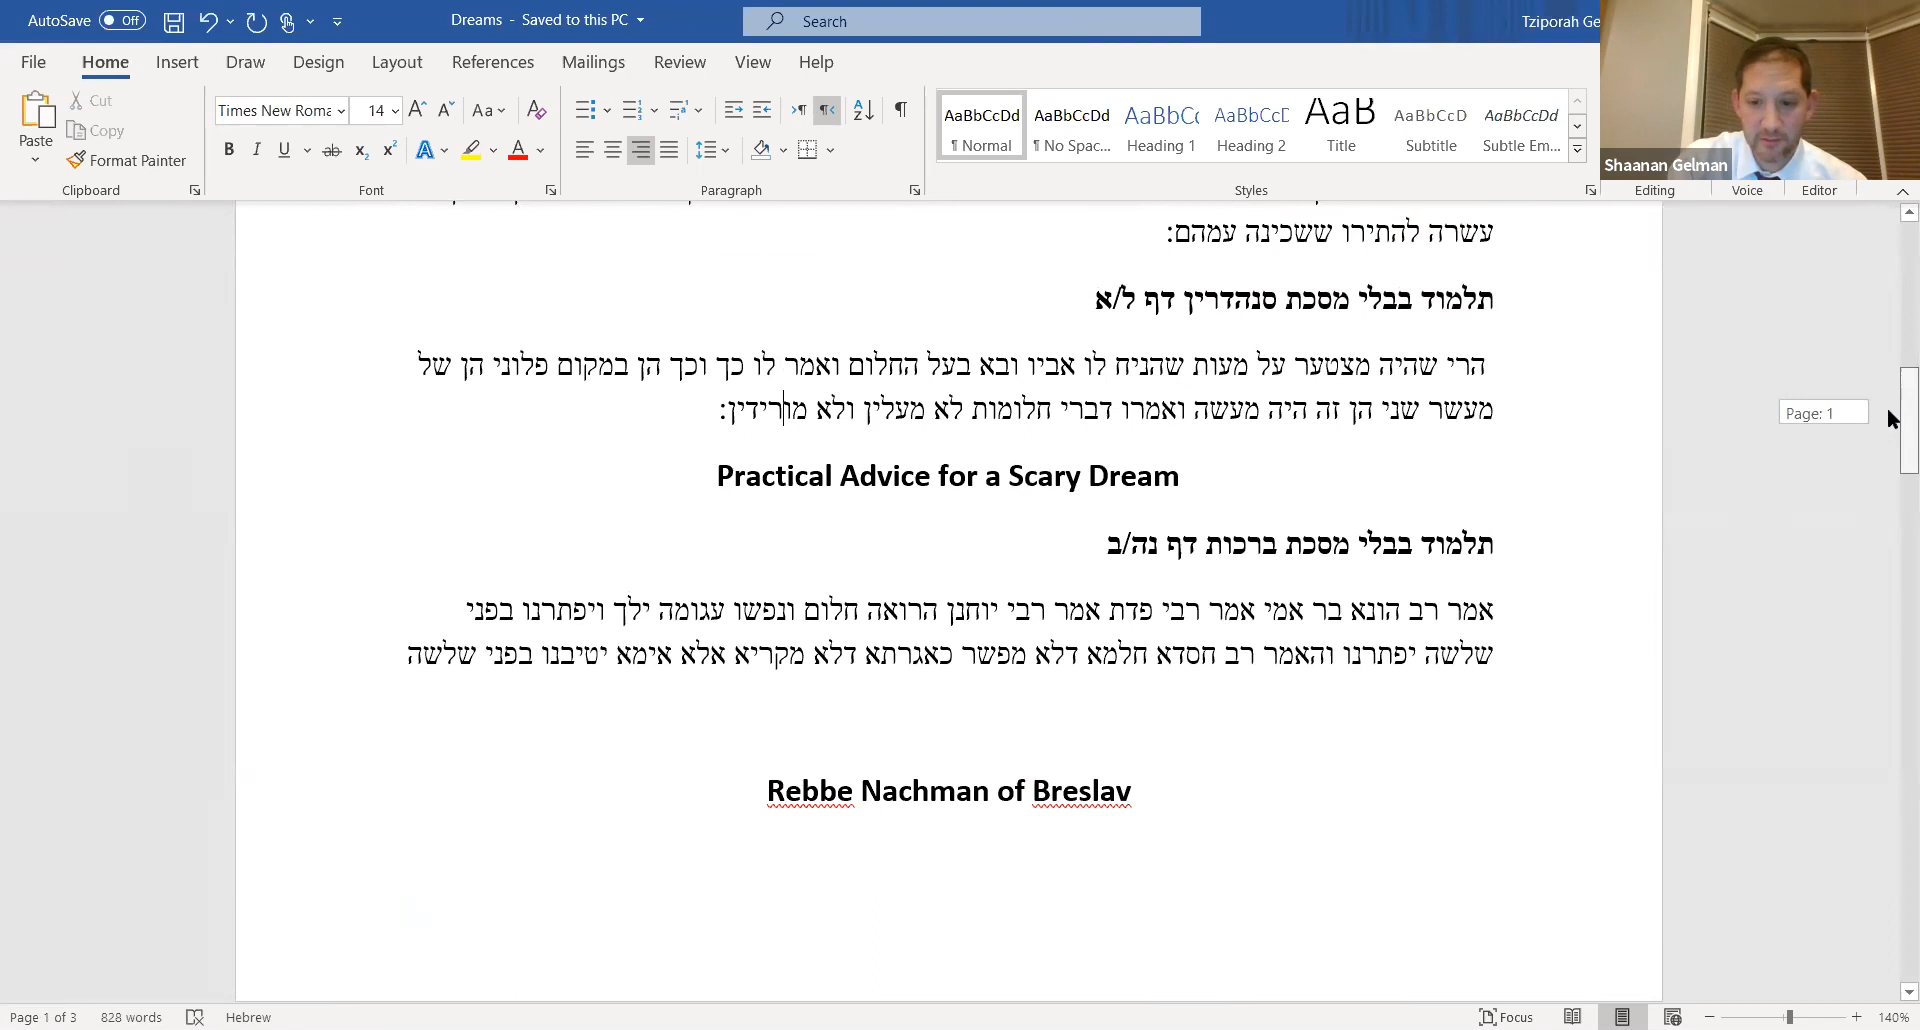 AutoSave Off
Dreams - Saved to this PC
Search
Tziporah Ge
File Home Insert Draw Design Layout References Mailings Review View Help
Paste
Cut
Copy
Format Painter
Clipboard
Times New Roma 14
Font
Paragraph
AaBbCcDd AaBbCcDd AaBbCc AaBbCcD AaB AaBbCcD AaBbCcDd
¶ Normal ¶ No Spac... Heading 1 Heading 2 Title Subtitle Subtle Em...
Styles
Shaanan Gelman
Editing Voice Editor
עשרה להתירו ששכינה עמהם:
תלמוד בבלי מסכת סנהדרין דף ל/א
הרי שהיה מצטער על מעות שהניח לו אביו ובא בעל החלום ואמר לו כך וכך הן במקום פלוני הן של
מעשר שני הן זה היה מעשה ואמרו דברי חלומות לא מעלין ולא מורידין:
Page: 1
Practical Advice for a Scary Dream
תלמוד בבלי מסכת ברכות דף נה/ב
אמר רב הונא בר אמי אמר רבי פדת אמר רבי יוחנן הרואה חלום ונפשו עגומה ילך ויפתרנו בפני
שלשה יפתרנו והאמר רב חסדא חלמא דלא מפשר כאגרתא דלא מקריא אלא אימא יטיבנו בפני שלשה
Rebbe Nachman of Breslav
Page 1 of 3 828 words Hebrew
Focus 140%